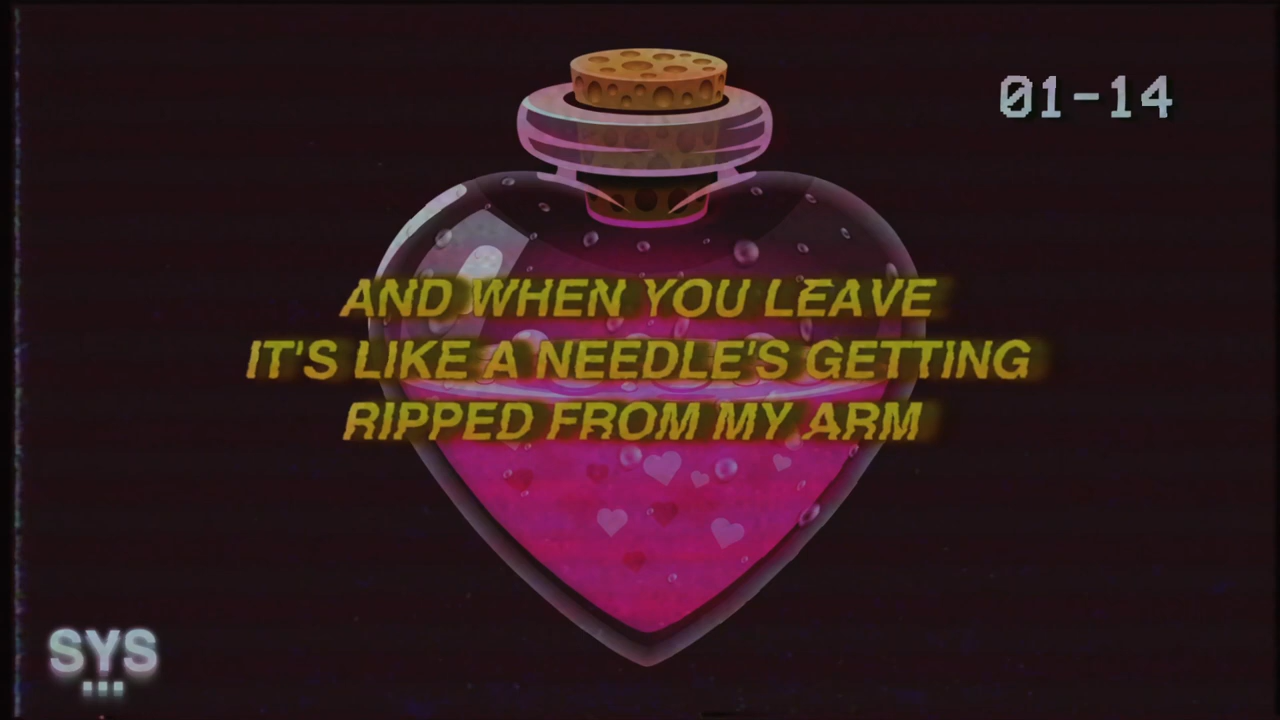 01-14
AND WHEN YOU LEAVE
IT'S LIKE A NEEDLE'S GETTING
RIPPED FROM MY ARM
SYS